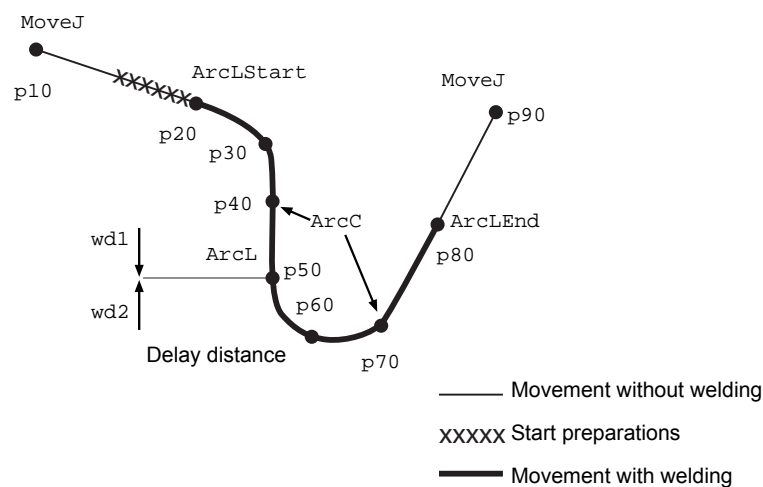 MoveJ
p10
ArcLStart
p20
p30
MoveJ
p90
p40
ArcC
ArcLEnd
p80
wd1
ArcL
p50
wd2
p60
Delay distance
p70
Movement without welding
xxxxx Start preparations
Movement with welding
xxxxxx